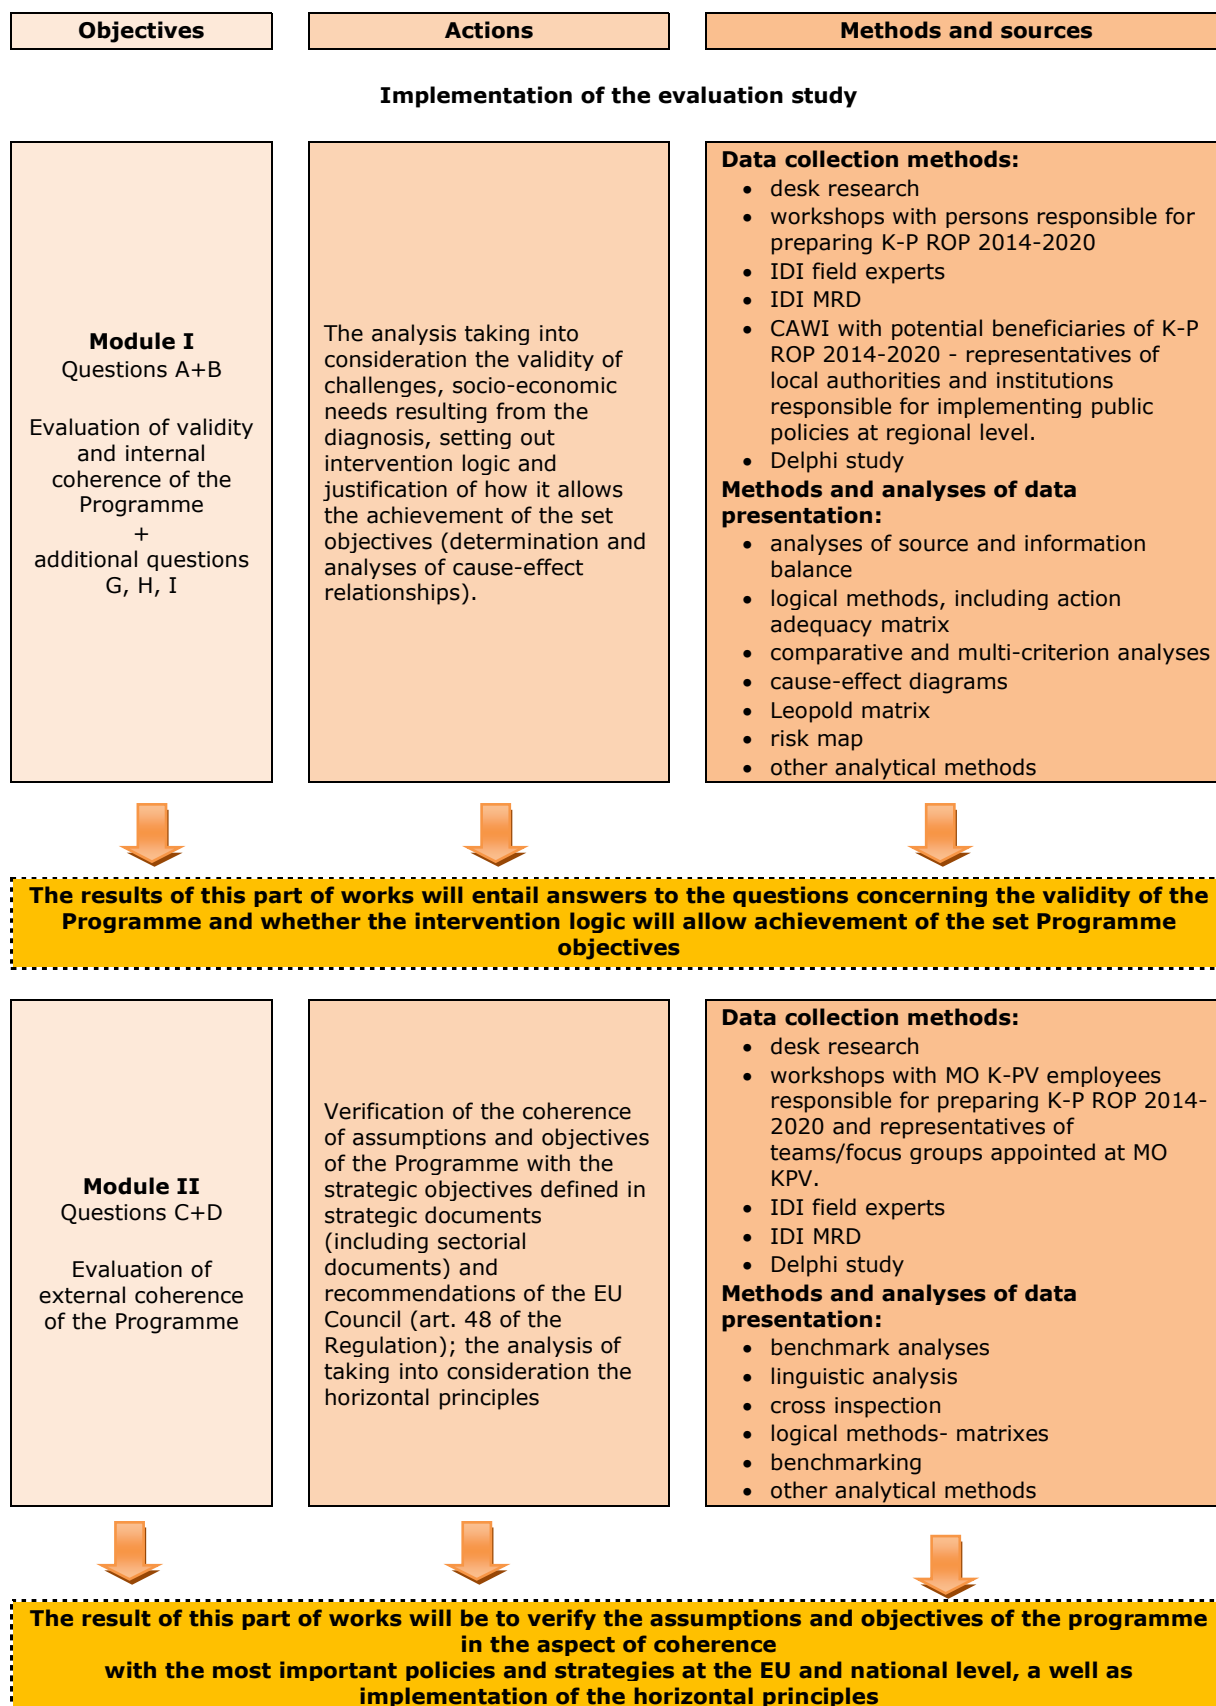 Objectives
Actions
Methods and sources
Implementation of the evaluation study
Module I
Questions A+B
Evaluation of validity
and internal
coherence of the
Programme
+
additional questions
G, H, I
The analysis taking into
consideration the validity of
challenges, socio-economic
needs resulting from the
diagnosis, setting out
intervention logic and
justification of how it allows
the achievement of the set
objectives (determination and
analyses of cause-effect
relationships).
Data collection methods:
• desk research
• workshops with persons responsible for
preparing K-P ROP 2014-2020
• IDI field experts
• IDI MRD
• CAWI with potential beneficiaries of K-P
ROP 2014-2020 - representatives of
local authorities and institutions
responsible for implementing public
policies at regional level.
• Delphi study
Methods and analyses of data
presentation:
• analyses of source and information
balance
• logical methods, including action
adequacy matrix
• comparative and multi-criterion analyses
• cause-effect diagrams
• Leopold matrix
• risk map
• other analytical methods
The results of this part of works will entail answers to the questions concerning the validity of the
Programme and whether the intervention logic will allow achievement of the set Programme
objectives
Module II
Questions C+D
Evaluation of
external coherence
of the Programme
Verification of the coherence
of assumptions and objectives
of the Programme with the
strategic objectives defined in
strategic documents
(including sectorial
documents) and
recommendations of the EU
Council (art. 48 of the
Regulation); the analysis of
taking into consideration the
horizontal principles
Data collection methods:
• desk research
• workshops with MO K-PV employees
responsible for preparing K-P ROP 2014-
2020 and representatives of
teams/focus groups appointed at MO
KPV.
• IDI field experts
• IDI MRD
• Delphi study
Methods and analyses of data
presentation:
• benchmark analyses
• linguistic analysis
• cross inspection
• logical methods- matrixes
• benchmarking
• other analytical methods
The result of this part of works will be to verify the assumptions and objectives of the programme
in the aspect of coherence
with the most important policies and strategies at the EU and national level, a well as
implementation of the horizontal principles